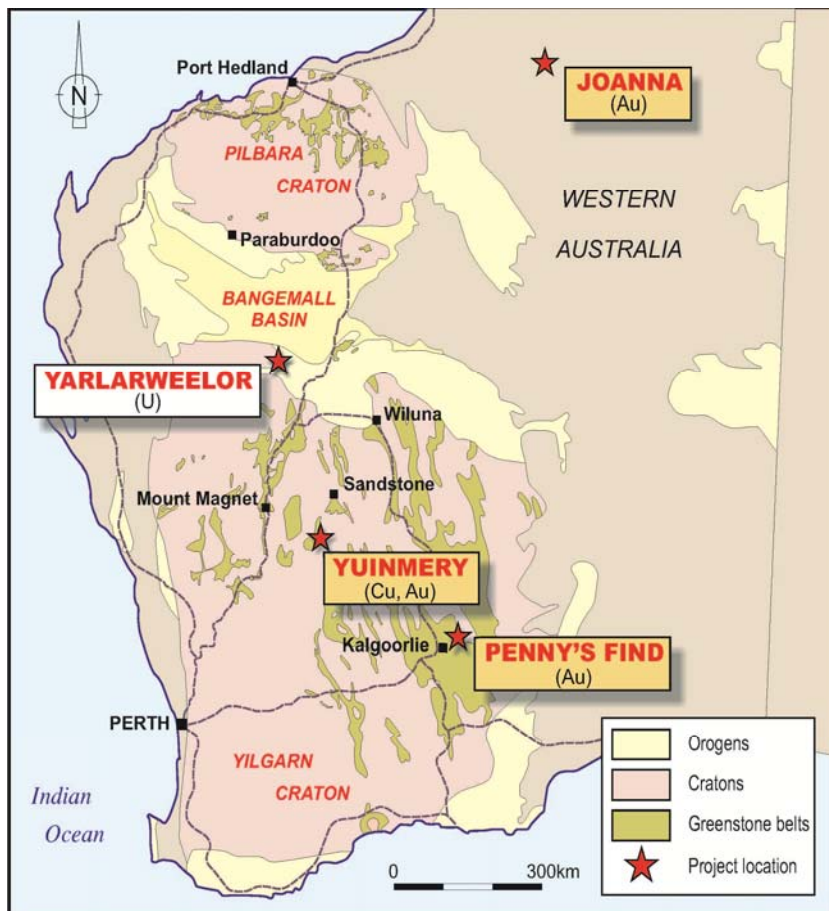 Port Hedland
N
JOANNA
(Au)
PILBARA
CRATON
WESTERN
AUSTRALIA
Paraburdoo
BANGEMALL
BASIN
YARLARWEELOR
(U)
Wiluna
Sandstone
Mount Magnet
YUINMERY
(Cu, Au)
Kalgoorlie
PENNY'S FIND
(Au)
PERTH
YILGARN
CRATON
Indian
Ocean
Orogens
Cratons
Greenstone belts
Project location
0 300km